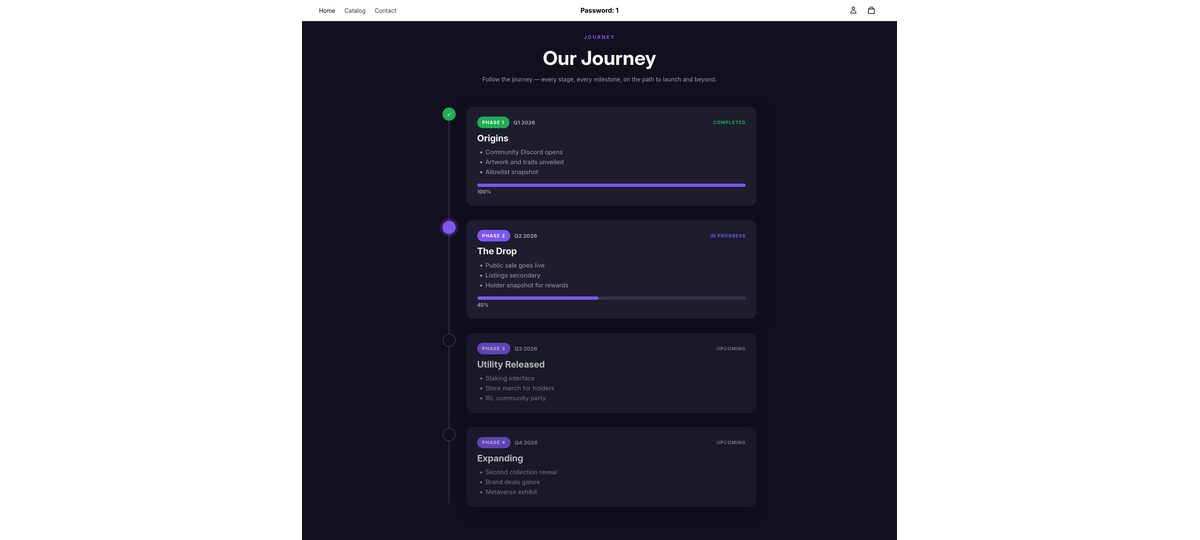 Home Catalog Contact Password: 1
JOURNEY
Our Journey
Follow the journey — every stage, every milestone, on the path to launch and beyond.
✓
PHASE 1 Q1 2026 COMPLETED
Origins
• Community Discord opens
• Artwork and traits unveiled
• Allowlist snapshot
100%
PHASE 2 Q2 2026 IN PROGRESS
The Drop
• Public sale goes live
• Listings secondary
• Holder snapshot for rewards
45%
PHASE 3 Q3 2026 UPCOMING
Utility Released
• Staking interface
• Store merch for holders
• IRL community party
PHASE 4 Q4 2026 UPCOMING
Expanding
• Second collection reveal
• Brand deals galore
• Metaverse exhibit